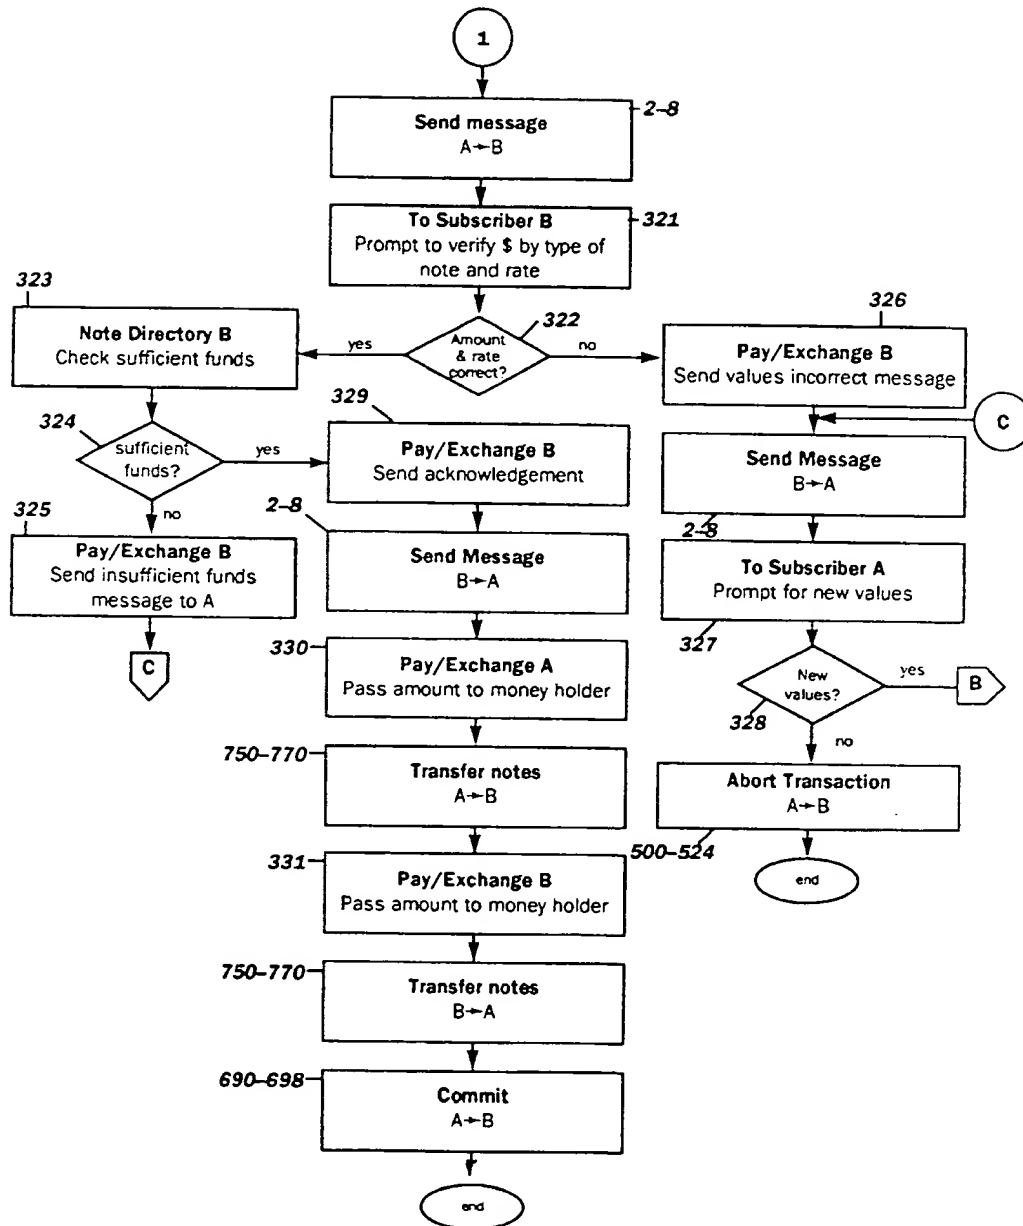 1
Send message
A→B
2–8
To Subscriber B
Prompt to verify $ by type of
note and rate
321
323
Note Directory B
Check sufficient funds
yes
Amount
& rate
correct?
322
no
326
Pay/Exchange B
Send values incorrect message
C
324
sufficient
funds?
yes
no
329
Pay/Exchange B
Send acknowledgement
Send Message
B→A
2–8
325
Pay/Exchange B
Send insufficient funds
message to A
C
2–8
Send Message
B→A
To Subscriber A
Prompt for new values
327
330
Pay/Exchange A
Pass amount to money holder
New
values?
328
yes
B
no
750–770
Transfer notes
A→B
Abort Transaction
A→B
500–524
end
331
Pay/Exchange B
Pass amount to money holder
750–770
Transfer notes
B→A
690–698
Commit
A→B
end